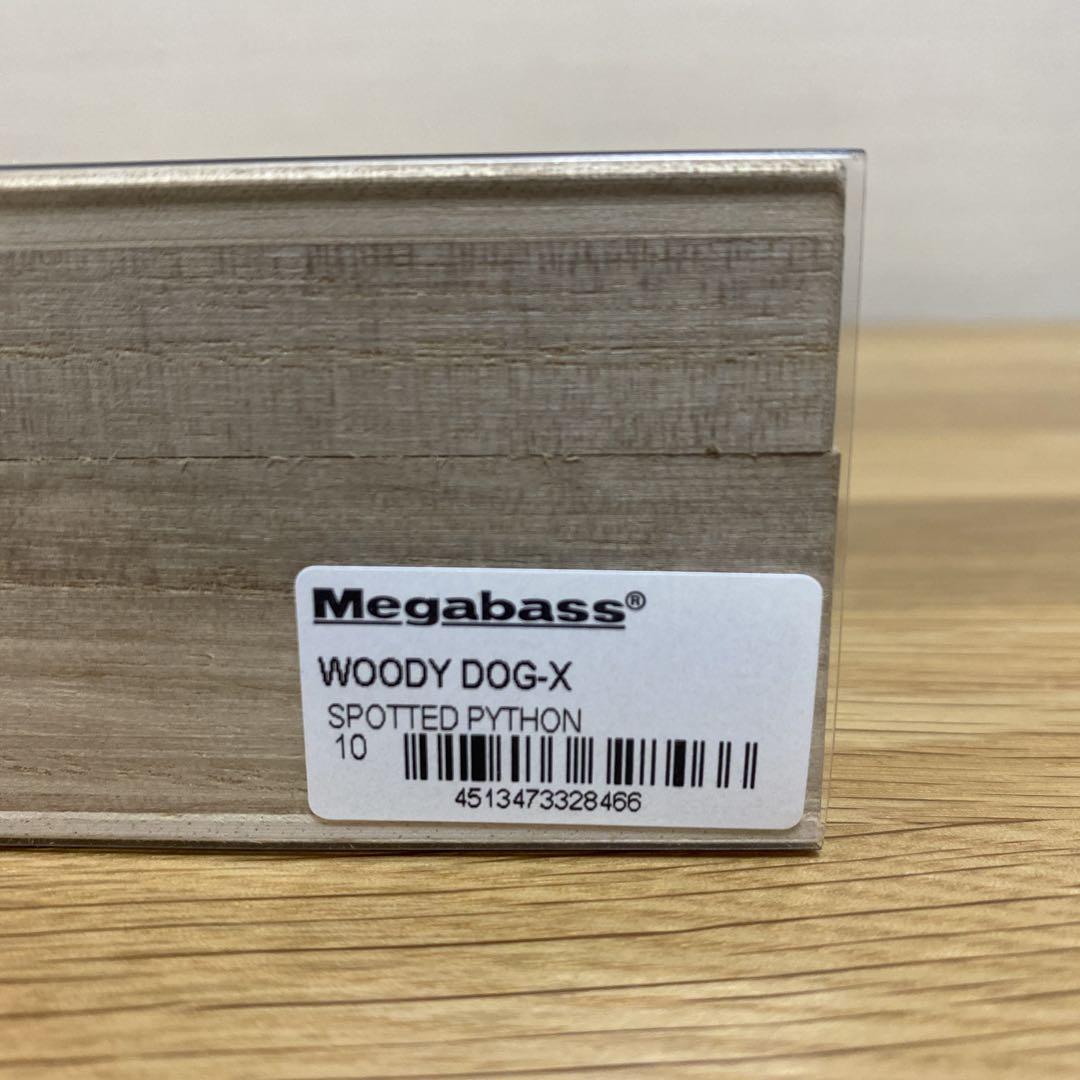 Megabass®
WOODY DOG-X
SPOTTED PYTHON
10
4513473328466